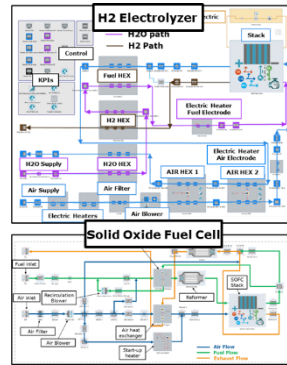 H2 Electrolyzer
Electric
Stack
H2O path
H2 Path
Control
KPIs
Fuel HEX
H2 HEX
Electric Heater
Fuel Electrode
Electric Heater
Air Electrode
H2O Supply
H2O HEX
AIR HEX 1
AIR HEX 2
Air Supply
Air Filter
Electric Heaters
Air Blower
Solid Oxide Fuel Cell
Fuel inlet
Air inlet
Recirculation
Blower
Reformer
SOFC
Stack
Air Filter
Air Blower
Air heat
exchanger
Start-up
heater
Air Flow
Fuel Flow
Exhaust Flow